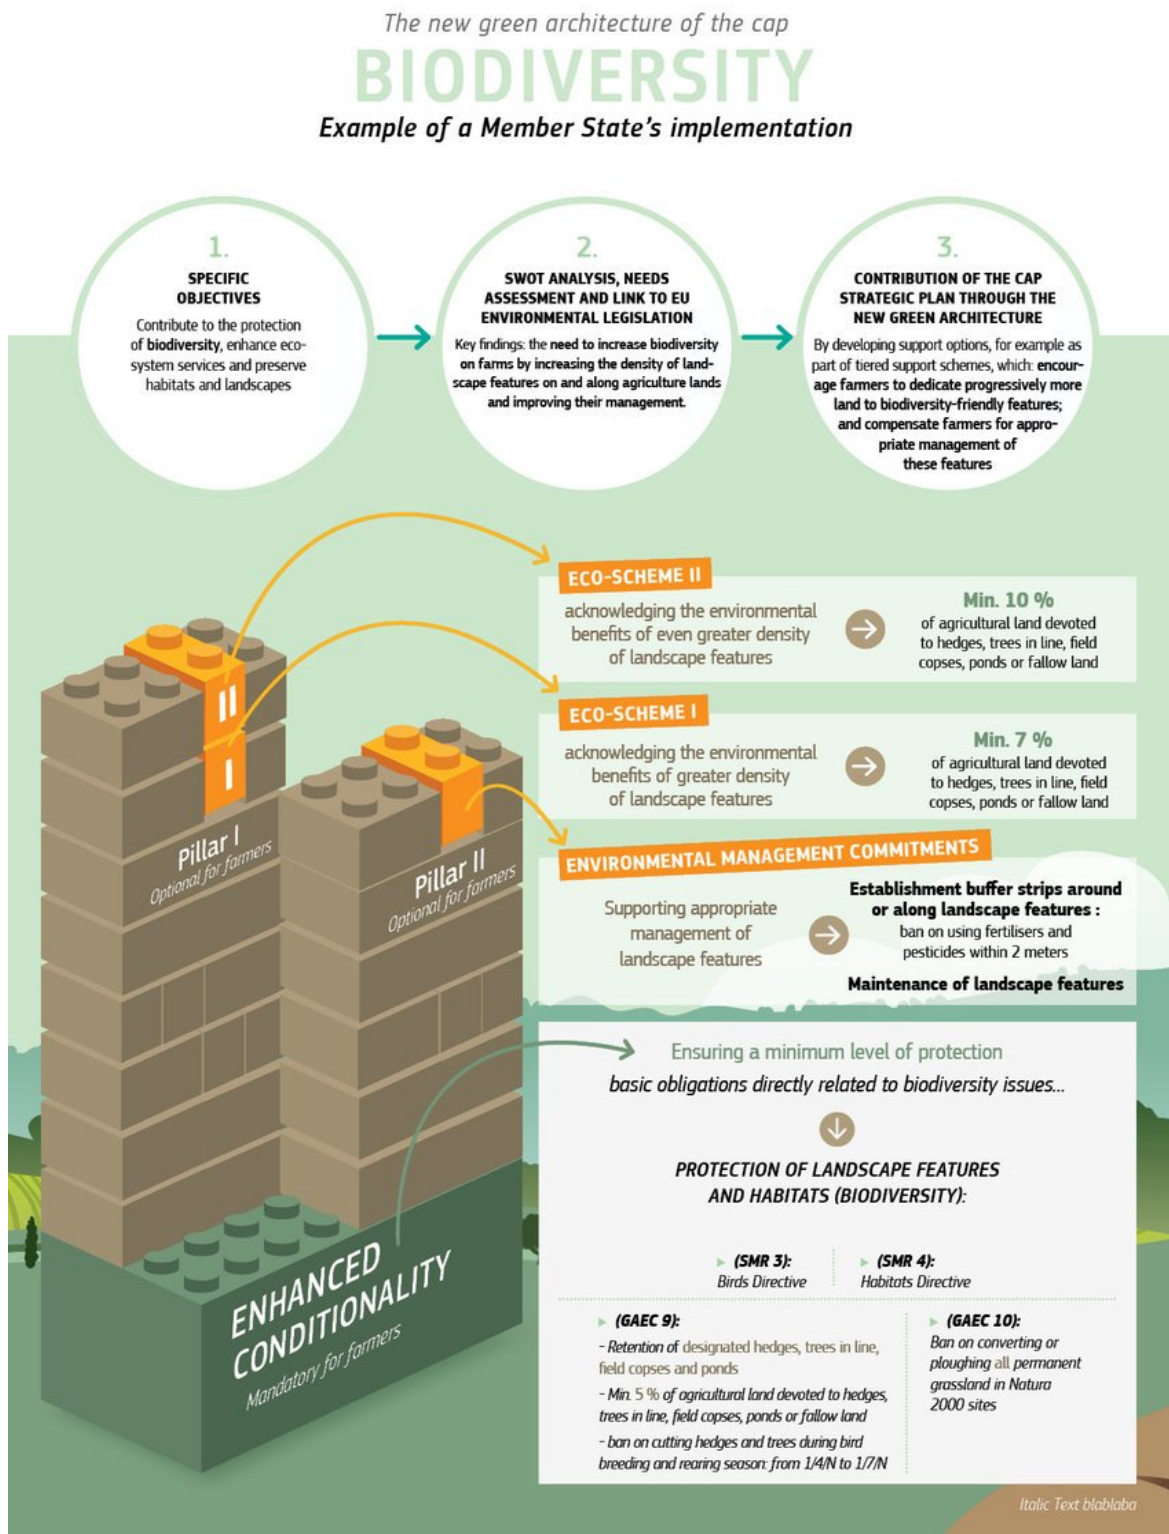 The new green architecture of the cap
BIODIVERSITY
Example of a Member State's implementation
1.
SPECIFIC
OBJECTIVES
Contribute to the protection
of biodiversity, enhance eco-
system services and preserve
habitats and landscapes
2.
SWOT ANALYSIS, NEEDS
ASSESSMENT AND LINK TO EU
ENVIRONMENTAL LEGISLATION
Key findings: the need to increase biodiversity
on farms by increasing the density of land-
scape features on and along agriculture lands
and improving their management.
3.
CONTRIBUTION OF THE CAP
STRATEGIC PLAN THROUGH THE
NEW GREEN ARCHITECTURE
By developing support options, for example as
part of tiered support schemes, which: encour-
age farmers to dedicate progressively more
land to biodiversity-friendly features;
and compensate farmers for appro-
priate management of
these features
ECO-SCHEME II
acknowledging the environmental
benefits of even greater density
of landscape features
Min. 10 %
of agricultural land devoted
to hedges, trees in line, field
copses, ponds or fallow land
ECO-SCHEME I
acknowledging the environmental
benefits of greater density
of landscape features
Min. 7 %
of agricultural land devoted
to hedges, trees in line, field
copses, ponds or fallow land
ENVIRONMENTAL MANAGEMENT COMMITMENTS
Supporting appropriate
management of
landscape features
Establishment buffer strips around
or along landscape features :
ban on using fertilisers and
pesticides within 2 meters
Maintenance of landscape features
II
I
Pillar I
Optional for farmers
Pillar II
Optional for farmers
ENHANCED
CONDITIONALITY
Mandatory for farmers
Ensuring a minimum level of protection
basic obligations directly related to biodiversity issues...
PROTECTION OF LANDSCAPE FEATURES
AND HABITATS (BIODIVERSITY):
(SMR 3):
Birds Directive
(SMR 4):
Habitats Directive
(GAEC 9):
- Retention of designated hedges, trees in line,
field copses and ponds
- Min. 5 % of agricultural land devoted to hedges,
trees in line, field copses, ponds or fallow land
- ban on cutting hedges and trees during bird
breeding and rearing season: from 1/4/N to 1/7/N
(GAEC 10):
Ban on converting or
ploughing all permanent
grassland in Natura
2000 sites
Italic Text blablaba